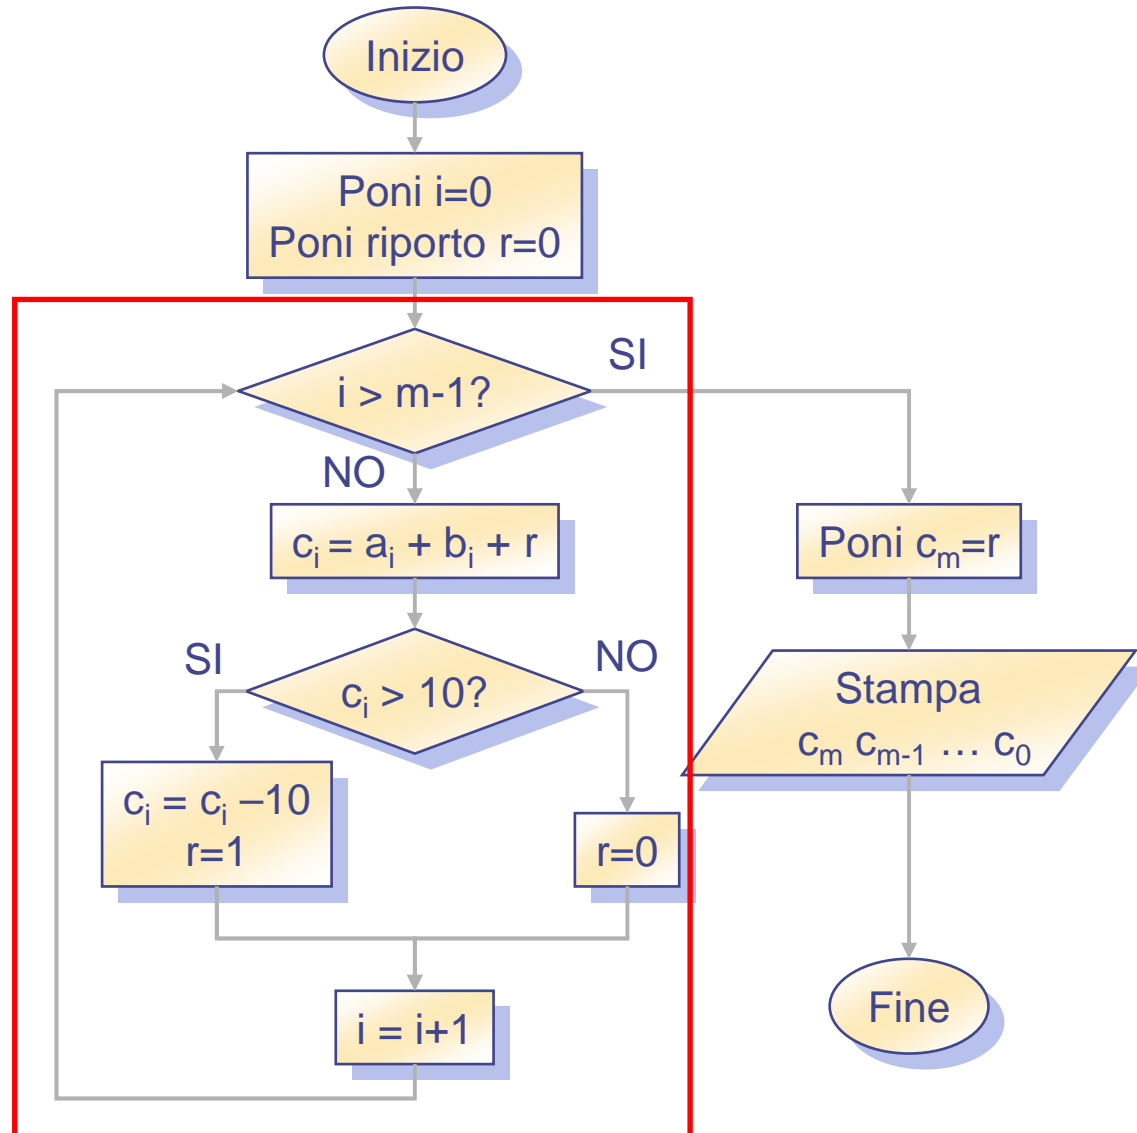 Inizio
Poni i=0
Poni riporto r=0
i > m-1?
SI
NO
cᵢ = aᵢ + bᵢ + r
cᵢ > 10?
SI
NO
cᵢ = cᵢ –10
r=1
r=0
i = i+1
Poni cₘ=r
Stampa
cₘ cₘ₋₁ … c₀
Fine